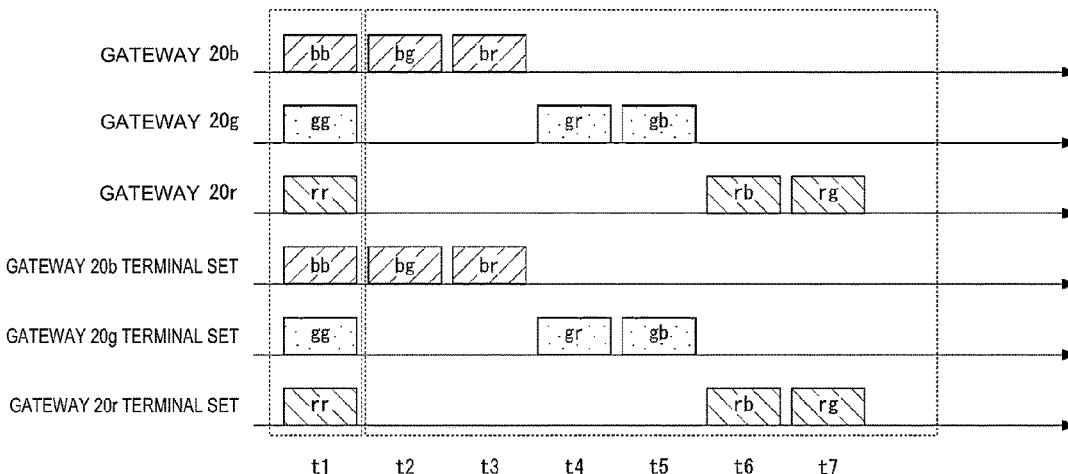 GATEWAY 20b bb bg br
GATEWAY 20g gg gr gb
GATEWAY 20r rr rb rg
GATEWAY 20b TERMINAL SET bb bg br
GATEWAY 20g TERMINAL SET gg gr gb
GATEWAY 20r TERMINAL SET rr rb rg
t1 t2 t3 t4 t5 t6 t7